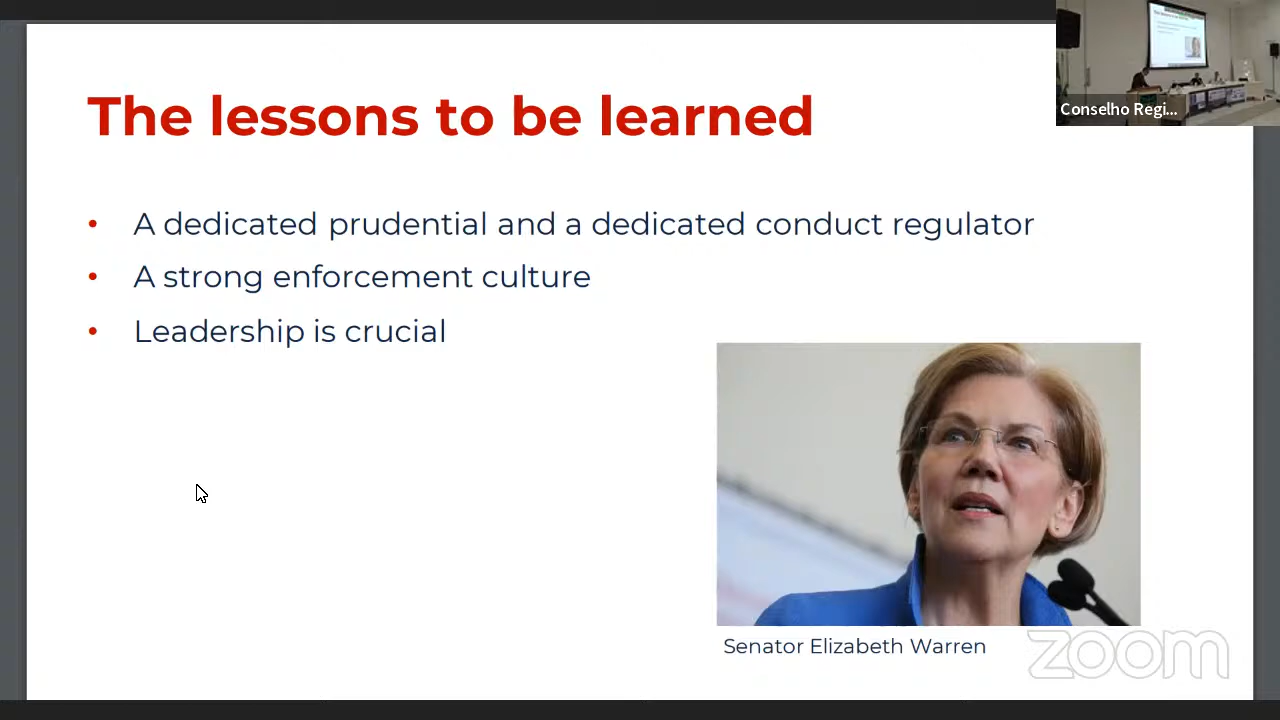 The lessons to be learned
Conselho Regi...
• A dedicated prudential and a dedicated conduct regulator
• A strong enforcement culture
• Leadership is crucial
Senator Elizabeth Warren
zoom